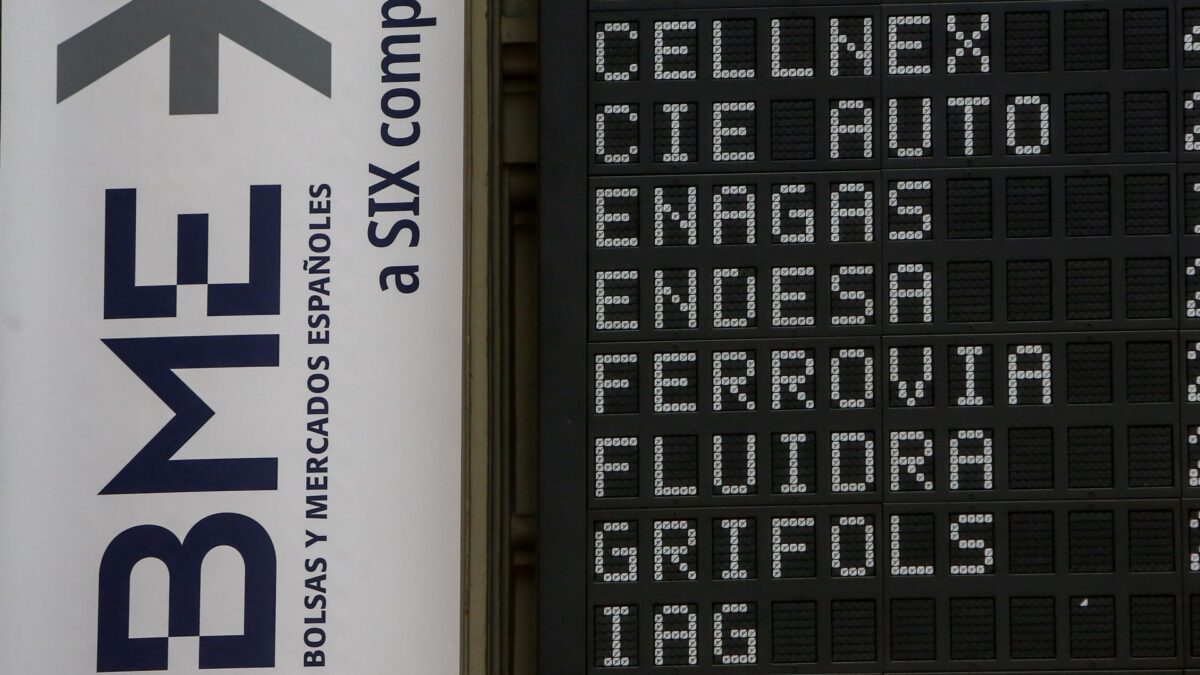 BME
BOLSAS Y MERCADOS ESPAÑOLES
a SIX comp
CELLNEX
CIE AUTO
ENAGAS
ENDESA
FERROVIA
FLUIDRA
GRIFOLS
IAG